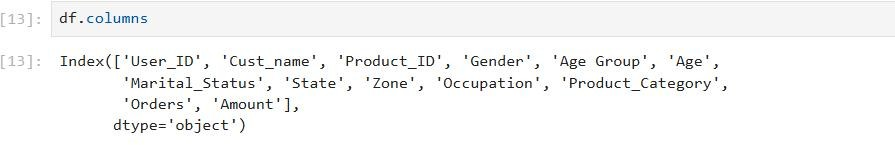 [13]: df.columns
[13]: Index(['User_ID', 'Cust_name', 'Product_ID', 'Gender', 'Age Group', 'Age',
'Marital_Status', 'State', 'Zone', 'Occupation', 'Product_Category',
'Orders', 'Amount'],
dtype='object')